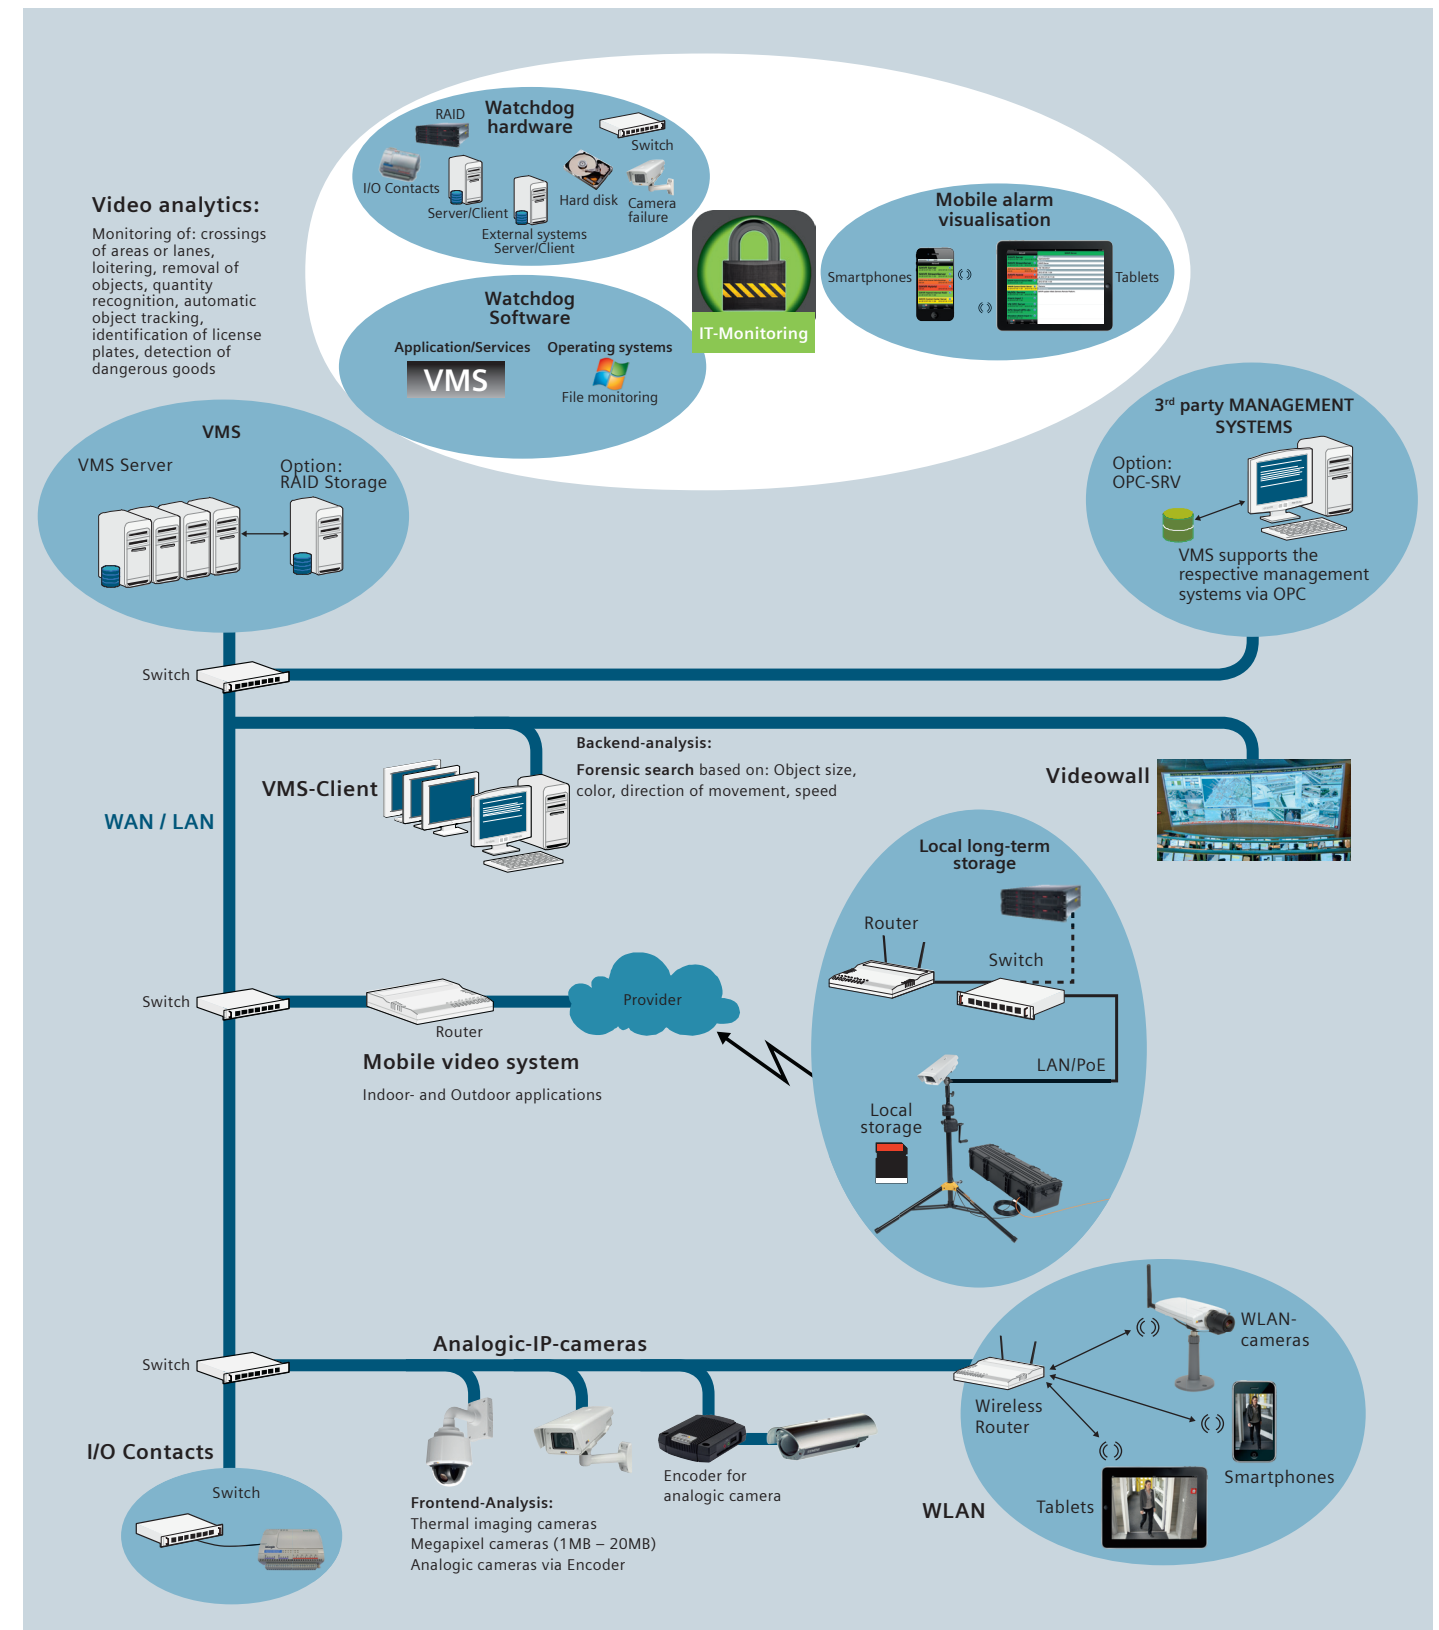 Watchdog
hardware
RAID
Switch
I/O Contacts
Server/Client
External systems
Server/Client
Hard disk
Camera
failure
Video analytics:
Monitoring of: crossings
of areas or lanes,
loitering, removal of
objects, quantity
recognition, automatic
object tracking,
identification of license
plates, detection of
dangerous goods
Watchdog
Software
Application/Services
VMS
Operating systems
File monitoring
IT-Monitoring
Mobile alarm
visualisation
Smartphones
Tablets
VMS
VMS Server
Option:
RAID Storage
3rd party MANAGEMENT
SYSTEMS
Option:
OPC-SRV
VMS supports the
respective management
systems via OPC
Switch
WAN / LAN
VMS-Client
Backend-analysis:
Forensic search based on: Object size,
color, direction of movement, speed
Videowall
Local long-term
storage
Router
Switch
LAN/PoE
Local
storage
Switch
Router
Provider
Mobile video system
Indoor- and Outdoor applications
Switch
Analogic-IP-cameras
Frontend-Analysis:
Thermal imaging cameras
Megapixel cameras (1MB – 20MB)
Analogic cameras via Encoder
Encoder for
analogic camera
I/O Contacts
Switch
Wireless
Router
WLAN-
cameras
Smartphones
Tablets
WLAN